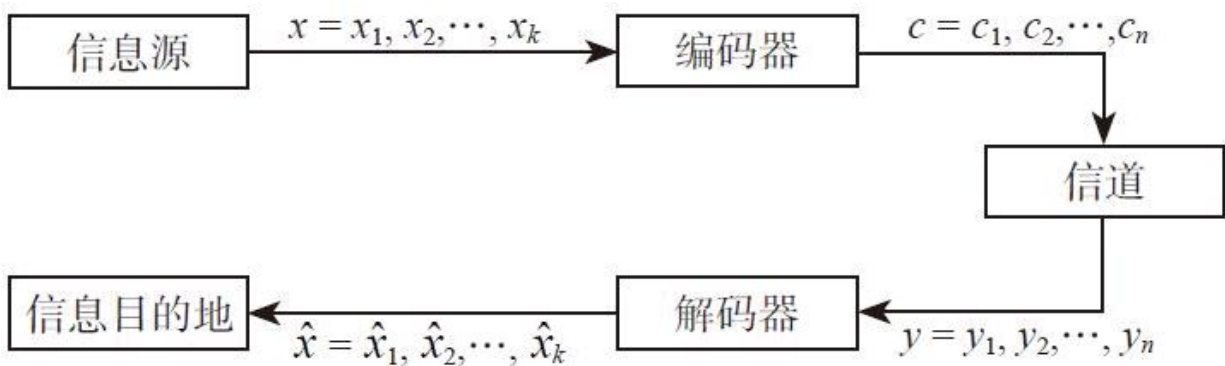 信息源
x = x₁, x₂,⋯, xₖ
编码器
c = c₁, c₂,⋯,cₙ
信道
信息目的地
x̂ = x̂₁, x̂₂,⋯, x̂ₖ
解码器
y = y₁, y₂,⋯, yₙ